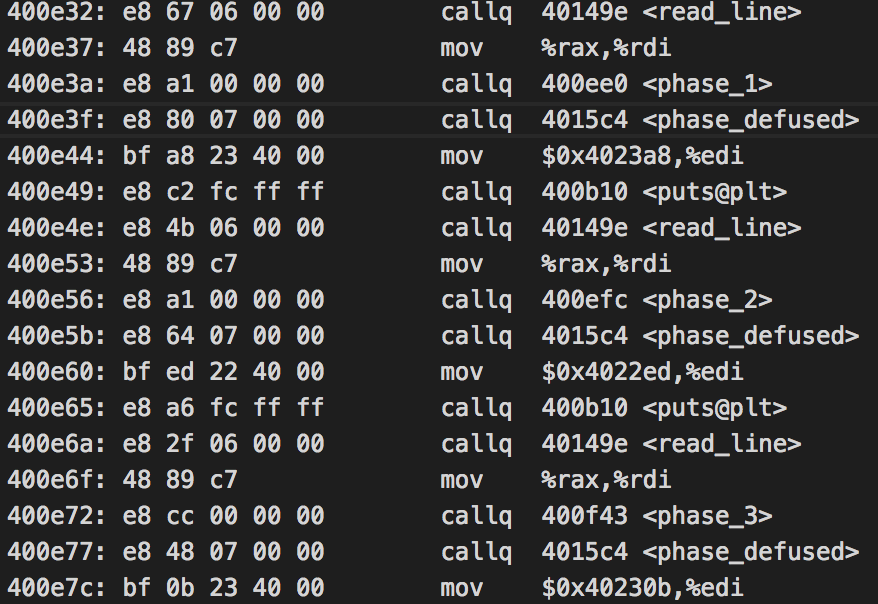 400e32: e8 67 06 00 00 callq 40149e <read_line>
400e37: 48 89 c7 mov %rax,%rdi
400e3a: e8 a1 00 00 00 callq 400ee0 <phase_1>
400e3f: e8 80 07 00 00 callq 4015c4 <phase_defused>
400e44: bf a8 23 40 00 mov $0x4023a8,%edi
400e49: e8 c2 fc ff ff callq 400b10 <puts@plt>
400e4e: e8 4b 06 00 00 callq 40149e <read_line>
400e53: 48 89 c7 mov %rax,%rdi
400e56: e8 a1 00 00 00 callq 400efc <phase_2>
400e5b: e8 64 07 00 00 callq 4015c4 <phase_defused>
400e60: bf ed 22 40 00 mov $0x4022ed,%edi
400e65: e8 a6 fc ff ff callq 400b10 <puts@plt>
400e6a: e8 2f 06 00 00 callq 40149e <read_line>
400e6f: 48 89 c7 mov %rax,%rdi
400e72: e8 cc 00 00 00 callq 400f43 <phase_3>
400e77: e8 48 07 00 00 callq 4015c4 <phase_defused>
400e7c: bf 0b 23 40 00 mov $0x40230b,%edi